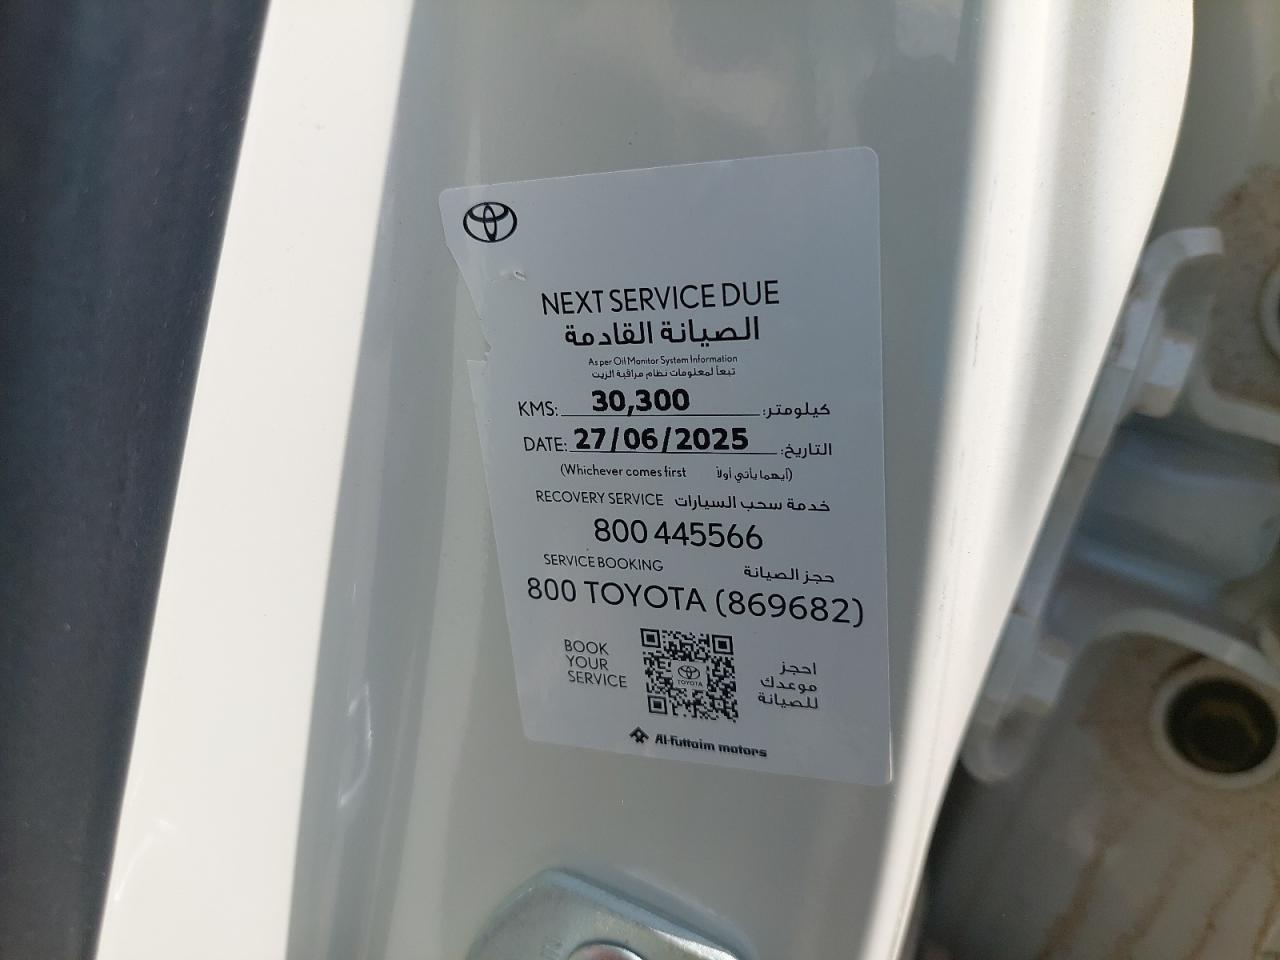 NEXT SERVICE DUE
الصيانة القادمة
As per Oil Monitor System Information
تبعاً لمعلومات نظام مراقبة الزيت
KMS: 30,300 كيلومتر:
DATE: 27/06/2025 التاريخ:
(Whichever comes first أيهما يأتي أولاً)
RECOVERY SERVICE خدمة سحب السيارات
800 445566
SERVICE BOOKING حجز الصيانة
800 TOYOTA (869682)
BOOK
YOUR
SERVICE
TOYOTA
احجز
موعدك
للصيانة
Al-Futtaim motors